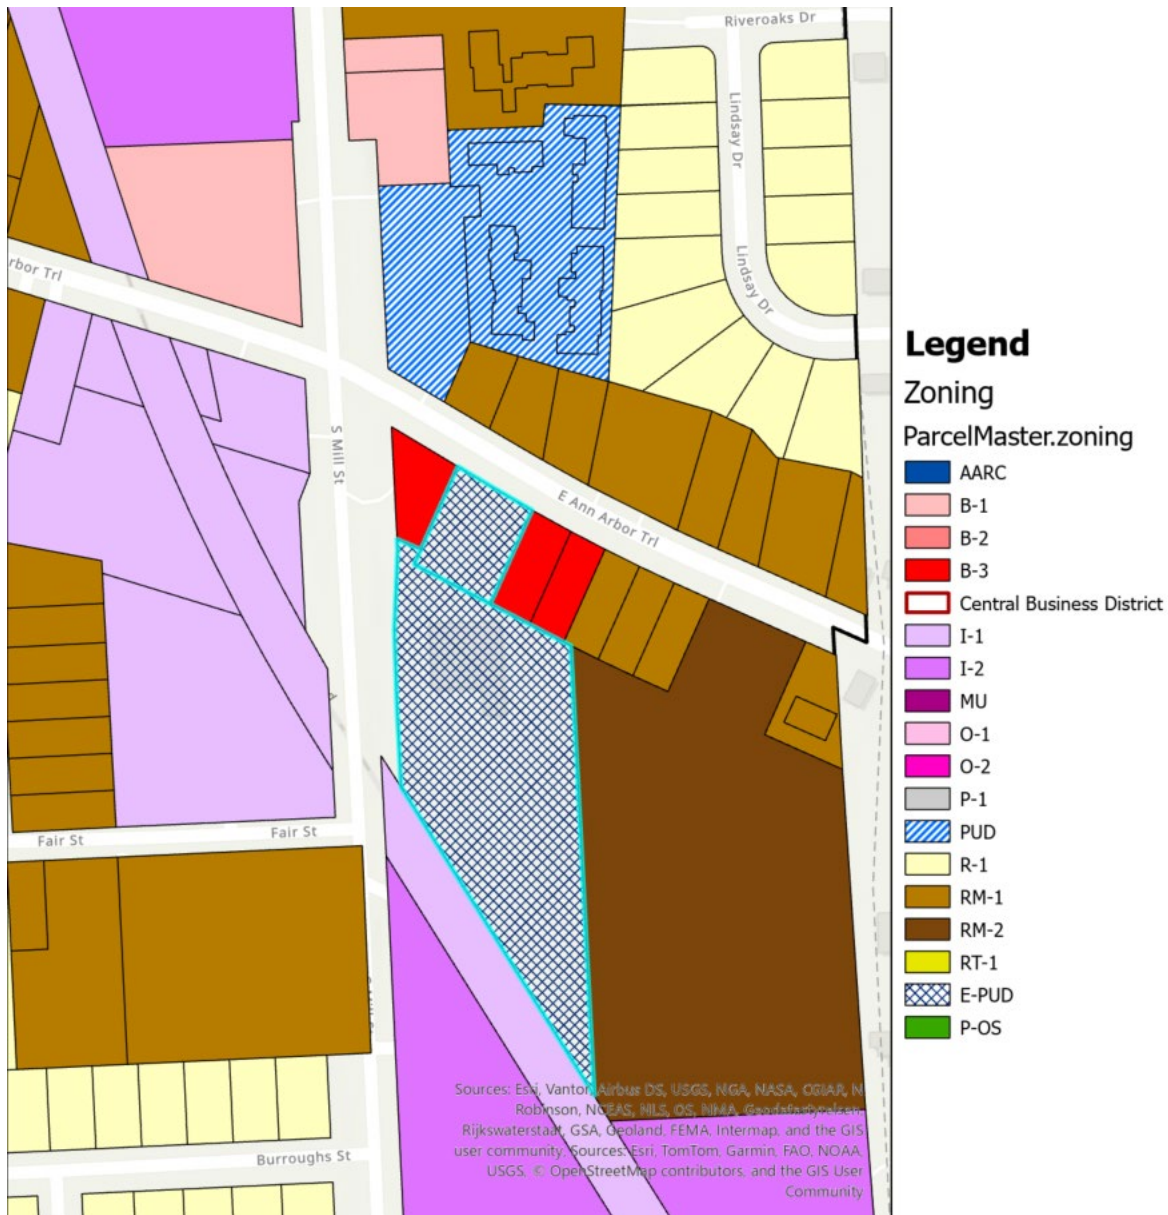 Riveroaks Dr
Lindsay Dr
Lindsay Dr
rbor Trl
S Mill St
E Ann Arbor Trl
Fair St
Fair St
Burroughs St
Legend
Zoning
ParcelMaster.zoning
AARC
B-1
B-2
B-3
Central Business District
I-1
I-2
MU
O-1
O-2
P-1
PUD
R-1
RM-1
RM-2
RT-1
E-PUD
P-OS
Sources: Esri, Vantor, Airbus DS, USGS, NGA, NASA, CGIAR, N
Robinson, NCEAS, NLS, OS, NMA, Geodatastyrelsen,
Rijkswaterstaat, GSA, Geoland, FEMA, Intermap, and the GIS
user community, Sources: Esri, TomTom, Garmin, FAO, NOAA,
USGS, © OpenStreetMap contributors, and the GIS User
Community